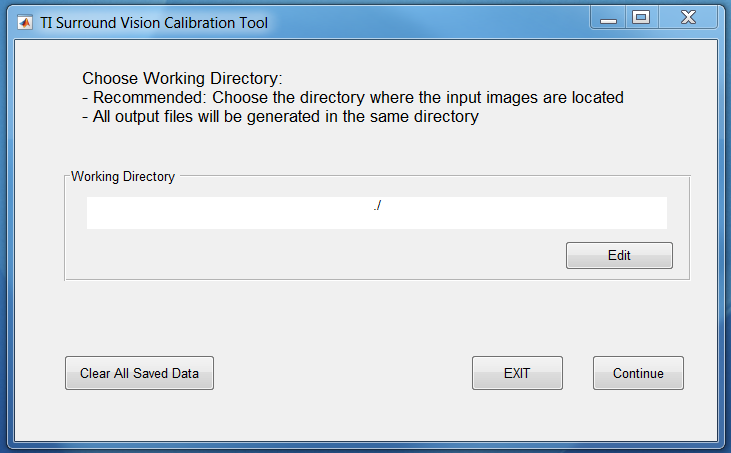 TI Surround Vision Calibration Tool
Choose Working Directory:
- Recommended: Choose the directory where the input images are located
- All output files will be generated in the same directory
Working Directory
./
Edit
Clear All Saved Data
EXIT
Continue